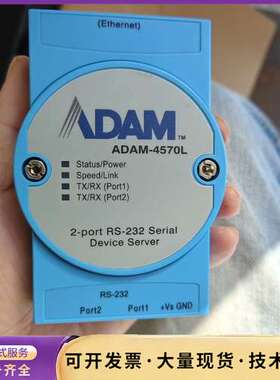 (Ethernet)
ADAM™
ADAM-4570L
Status/Power
Speed/Link
TX/RX (Port1)
TX/RX (Port2)
2-port RS-232 Serial
Device Server
RS-232
Port2 Port1 +Vs GND
式服务
齐全
可开发票·大量现货·技术